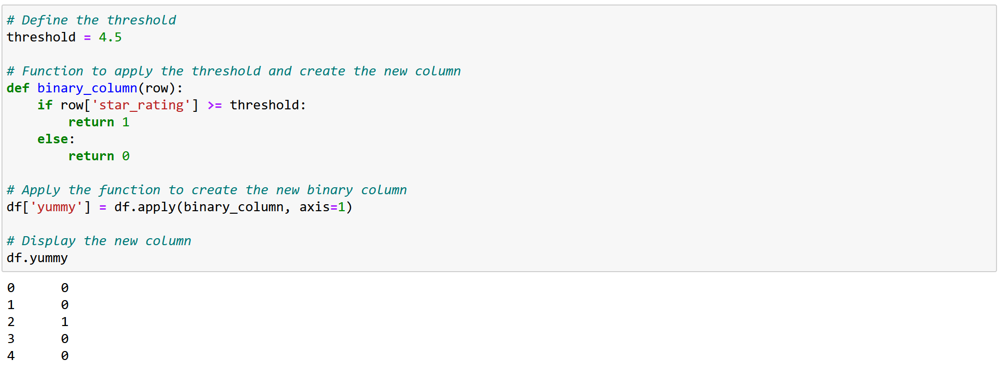 # Define the threshold
threshold = 4.5
# Function to apply the threshold and create the new column
def binary_column(row):
    if row['star_rating'] >= threshold:
        return 1
    else:
        return 0
# Apply the function to create the new binary column
df['yummy'] = df.apply(binary_column, axis=1)
# Display the new column
df.yummy
0      0
1      0
2      1
3      0
4      0